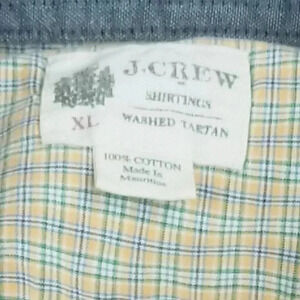 J. CREW
SHIRTINGS
XL
WASHED TARTAN
100% COTTON
Made In
Mauritius